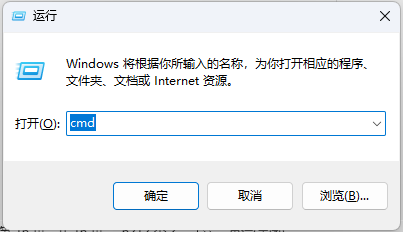 运行
Windows 将根据你所输入的名称，为你打开相应的程序、
文件夹、文档或 Internet 资源。
打开(O): cmd
确定 取消 浏览(B)...